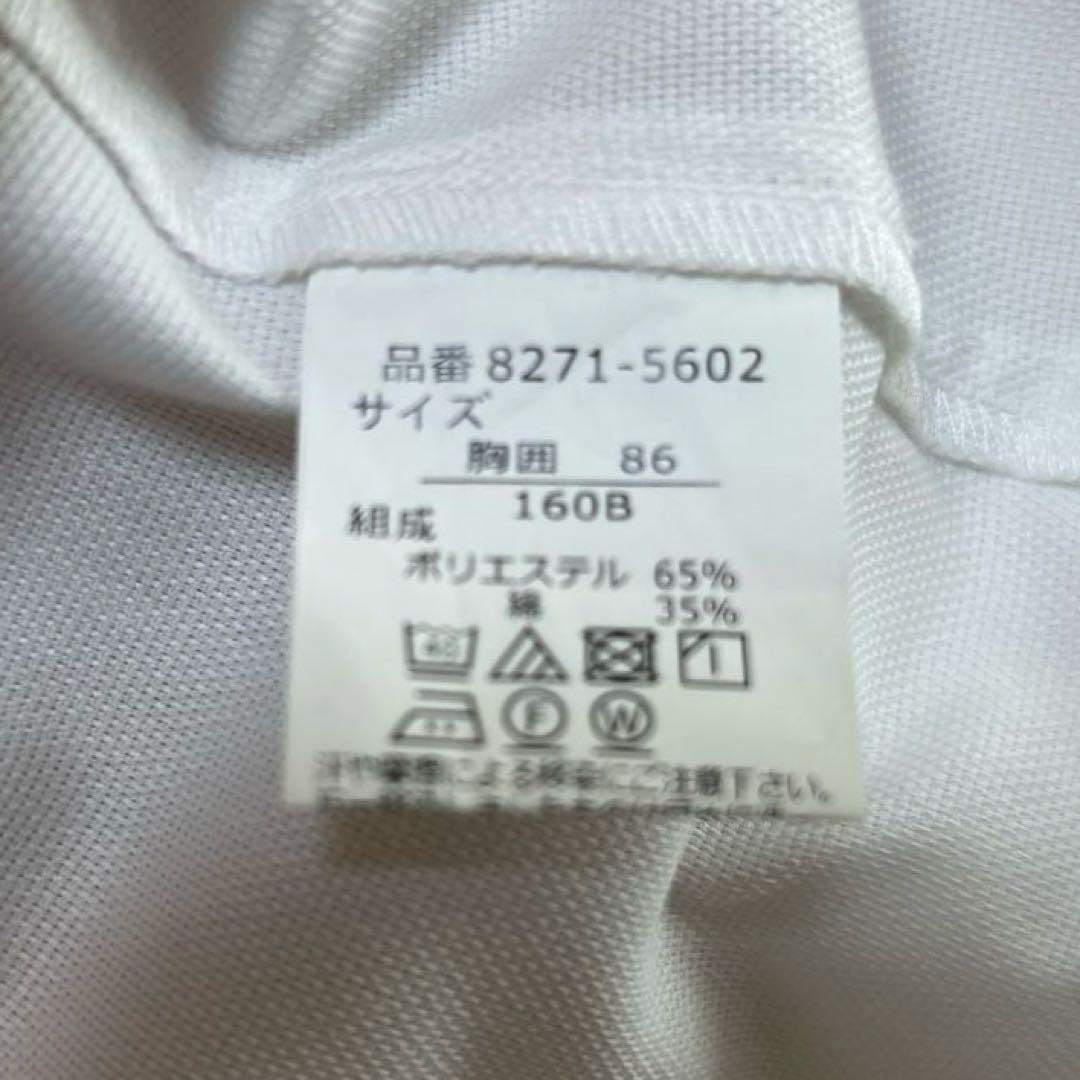 品番 8271-5602
サイズ
胸囲 86
160B
組成
ポリエステル 65%
綿 35%
40
F W
汗や摩擦による移染にご注意下さい。